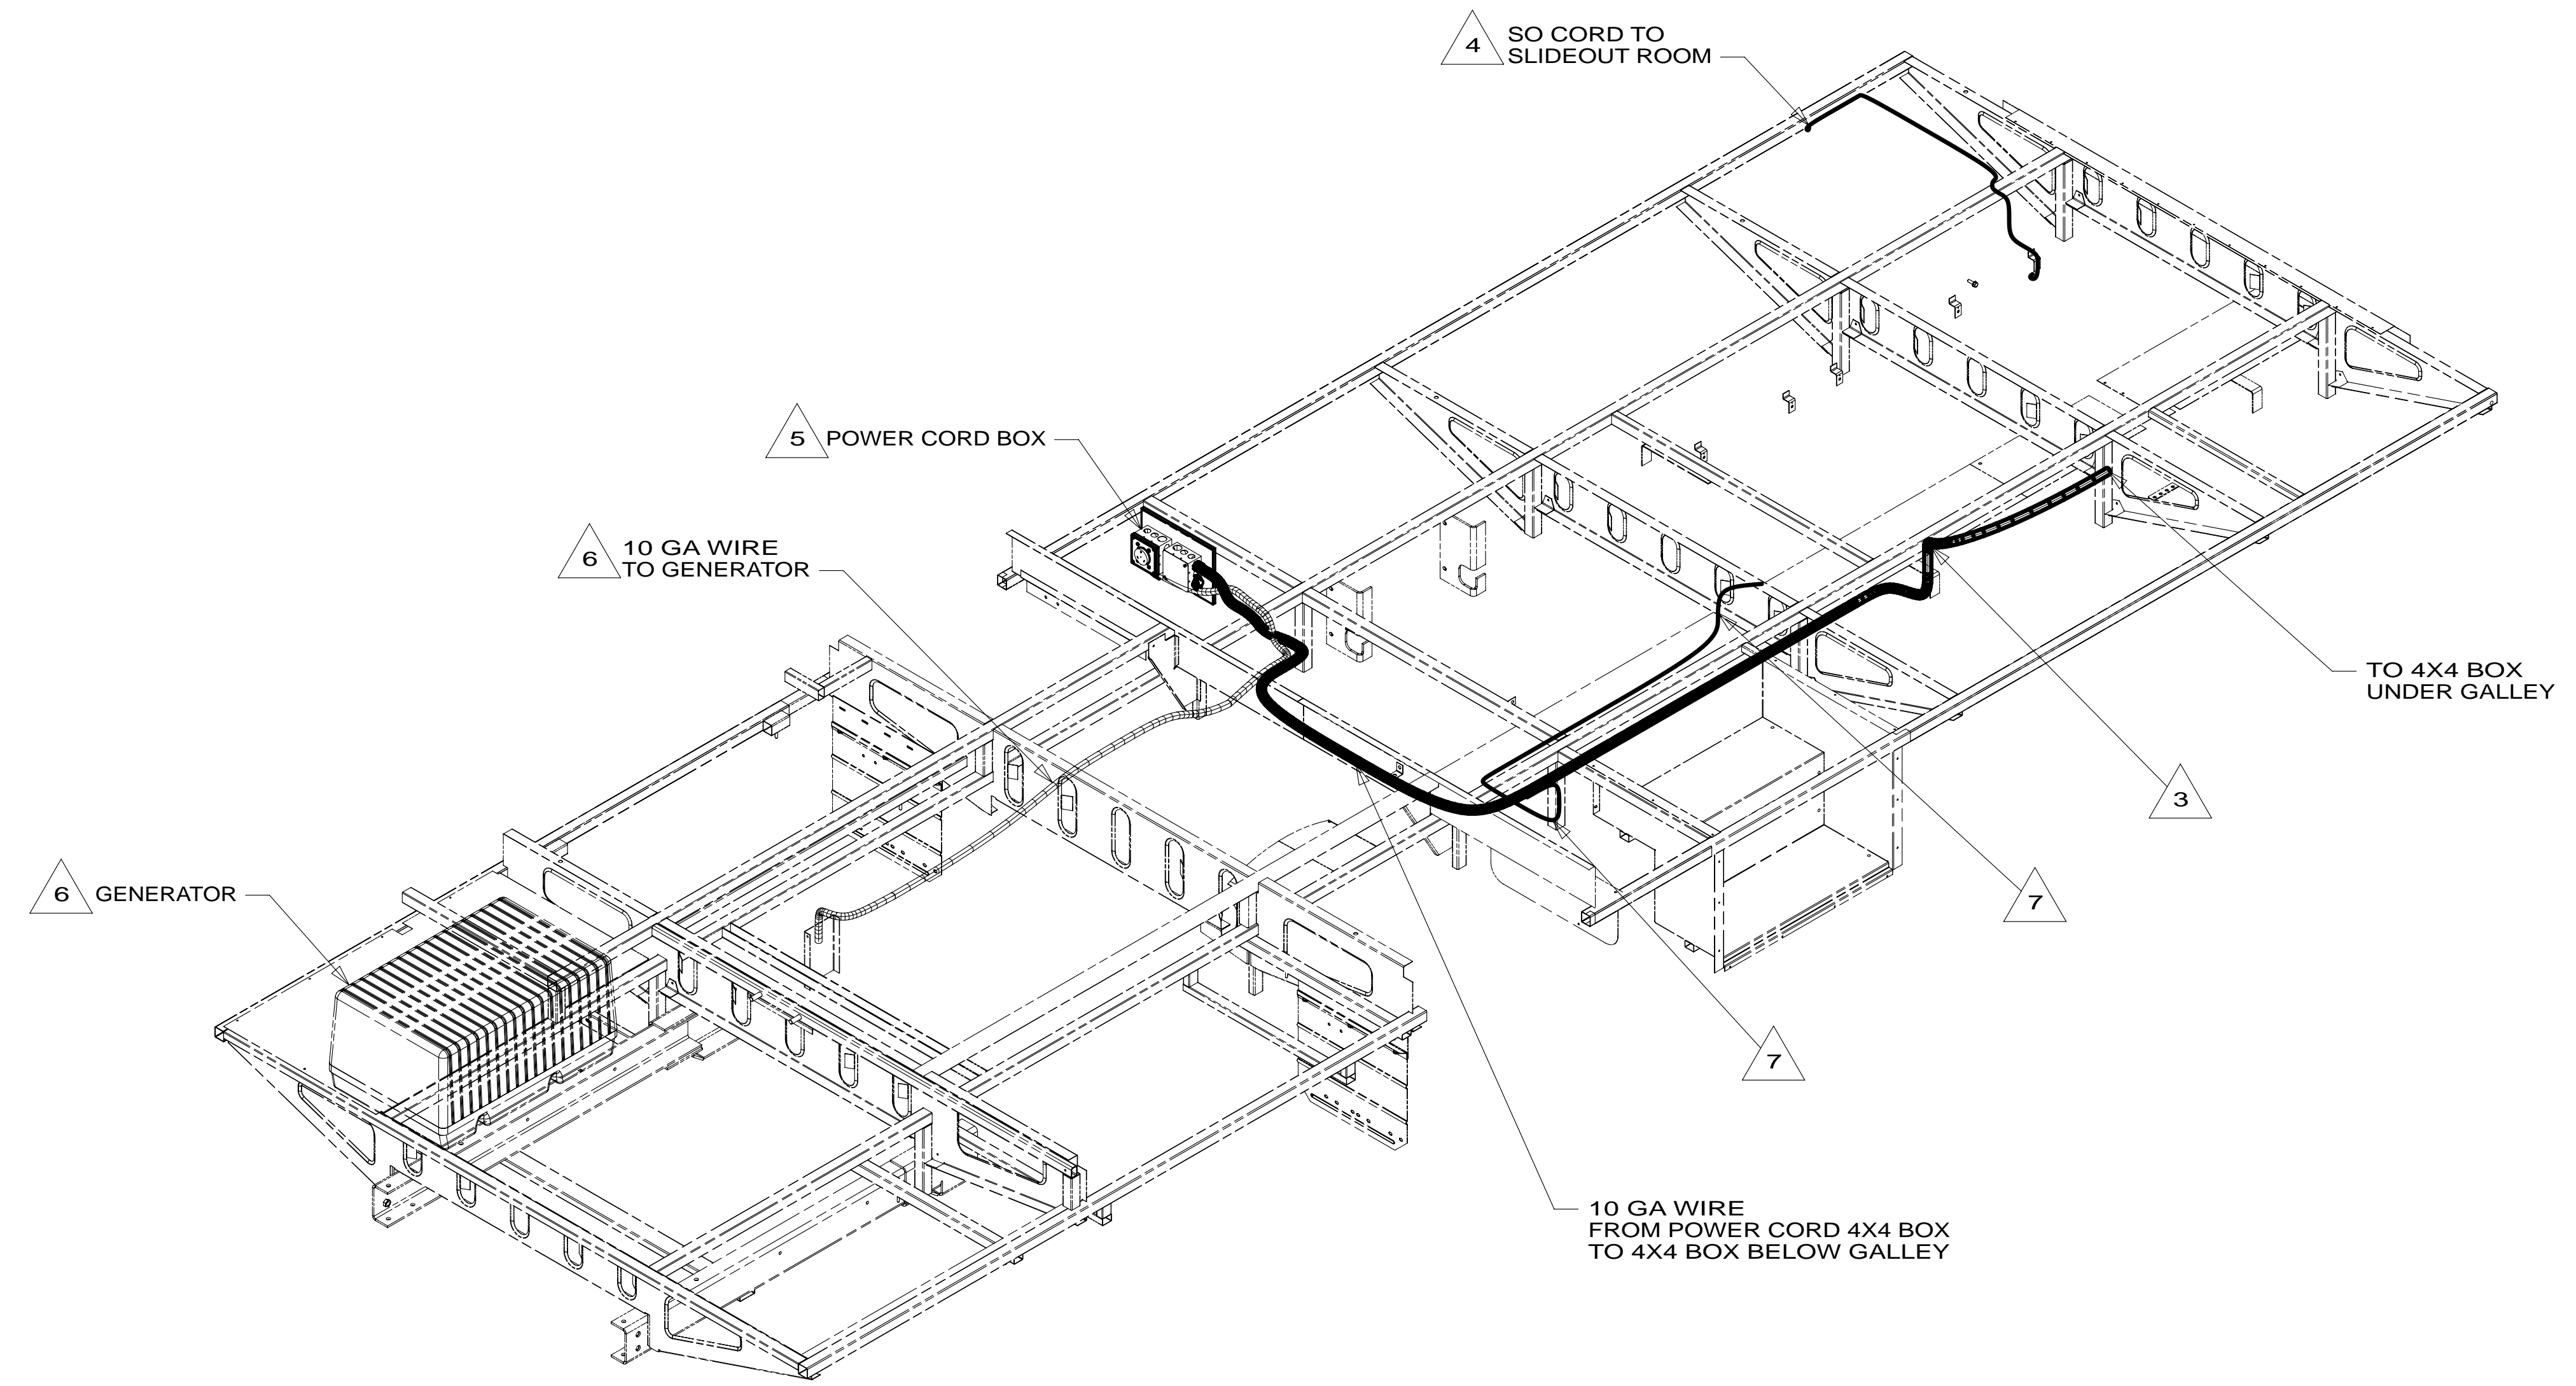 4
SO CORD TO
SLIDEOUT ROOM
5
POWER CORD BOX
6
10 GA WIRE
TO GENERATOR
TO 4X4 BOX
UNDER GALLEY
3
6
GENERATOR
7
7
10 GA WIRE
FROM POWER CORD 4X4 BOX
TO 4X4 BOX BELOW GALLEY